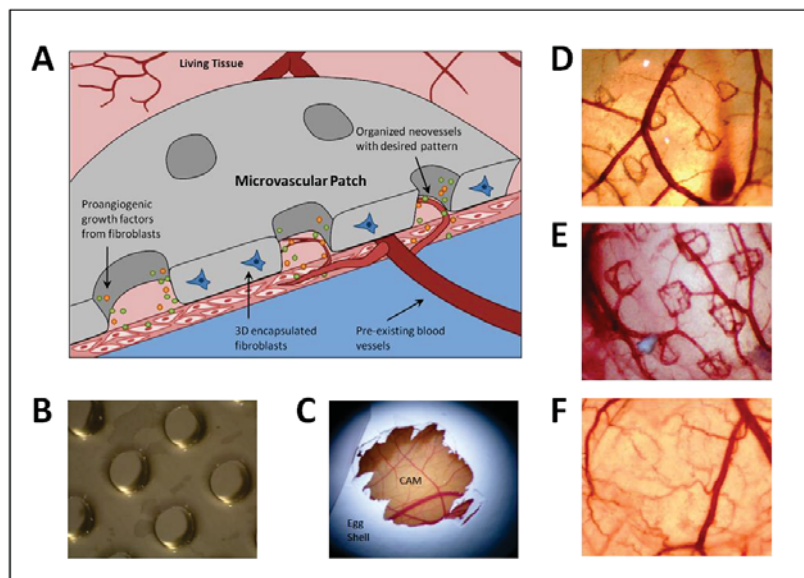 A
Living Tissue
Organized neovessels
with desired pattern
Microvascular Patch
Proangiogenic
growth factors
from fibroblasts
3D encapsulated
fibroblasts
Pre-existing blood
vessels
B
C
CAM
Egg
Shell
D
E
F